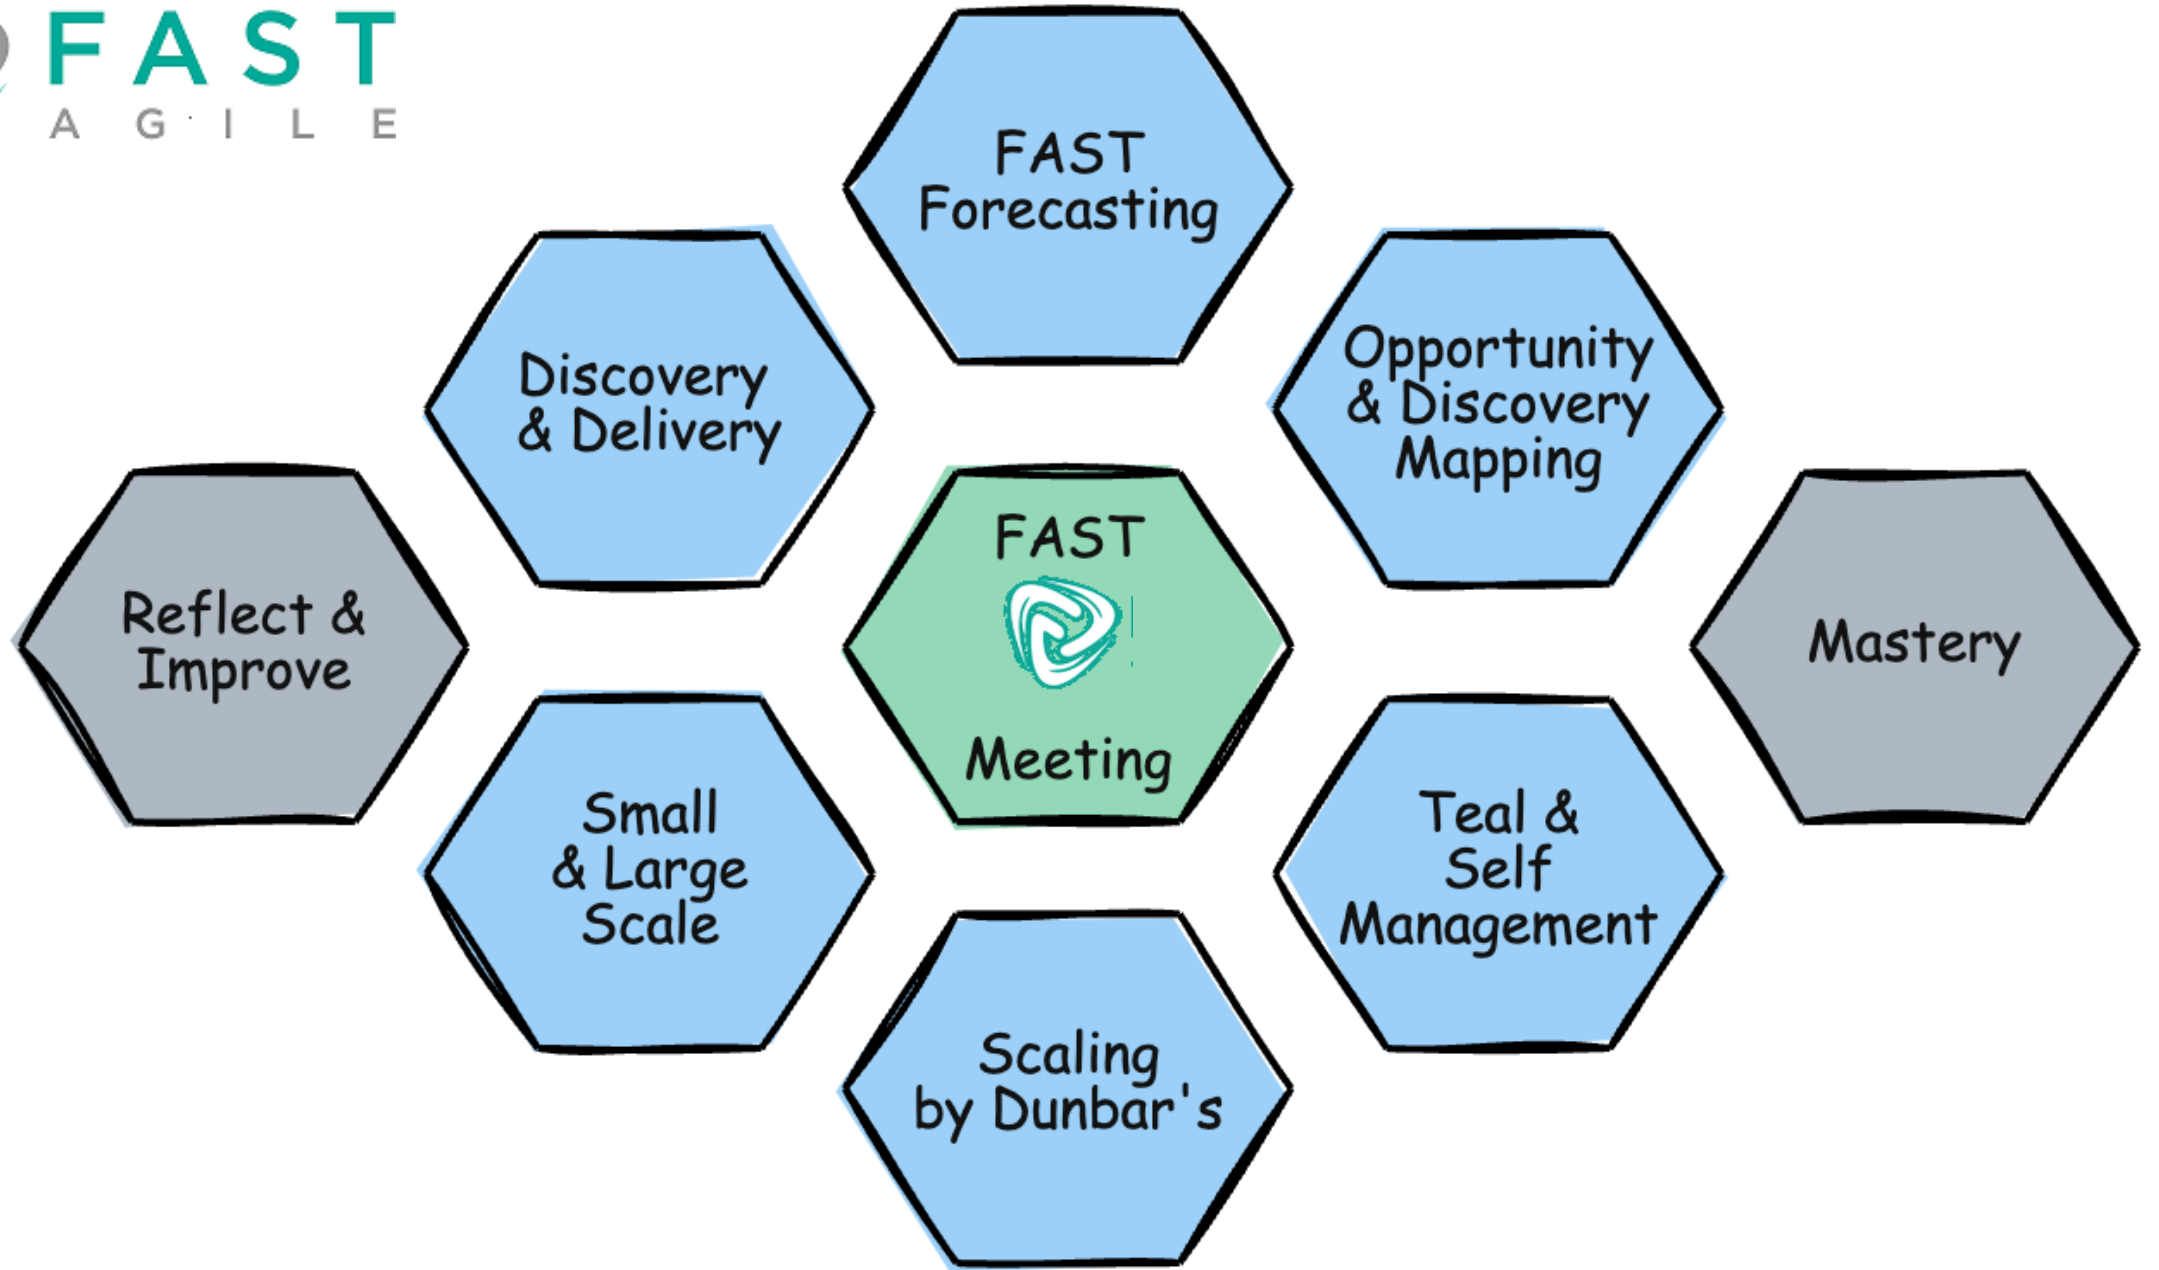 FAST
AGILE
FAST
Forecasting
Discovery
& Delivery
Opportunity
& Discovery
Mapping
Reflect &
Improve
FAST
Meeting
Mastery
Small
& Large
Scale
Teal &
Self
Management
Scaling
by Dunbar's